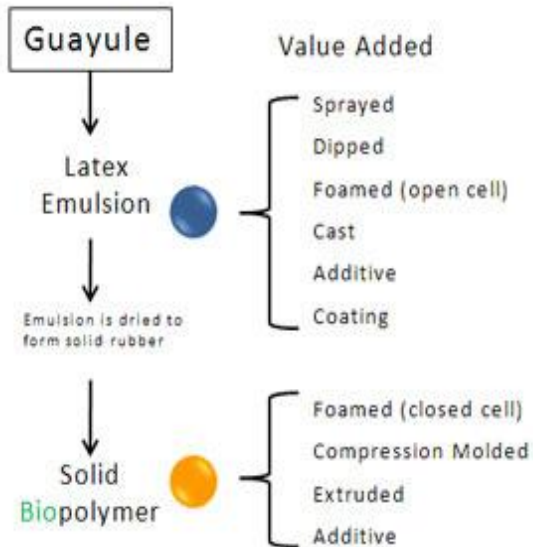 Guayule
Value Added
Latex
Emulsion
Sprayed
Dipped
Foamed (open cell)
Cast
Additive
Coating
Emulsion is dried to
form solid rubber
Solid
Biopolymer
Foamed (closed cell)
Compression Molded
Extruded
Additive